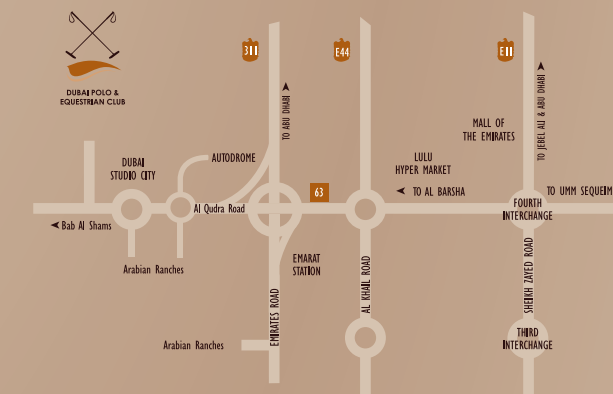 311
E44
E11
DUBAI POLO &
EQUESTRIAN CLUB
TO ABU DHABI
TO JEBEL ALI & ABU DHABI
MALL OF
THE EMIRATES
DUBAI
STUDIO CITY
AUTODROME
LULU
HYPER MARKET
63
TO AL BARSHA
TO UMM SEQUEIM
Al Qudra Road
FOURTH
INTERCHANGE
Bab Al Shams
Arabian Ranches
EMARAT
STATION
EMIRATES ROAD
AL KHAIL ROAD
SHEIKH ZAYED ROAD
Arabian Ranches
THIRD
INTERCHANGE